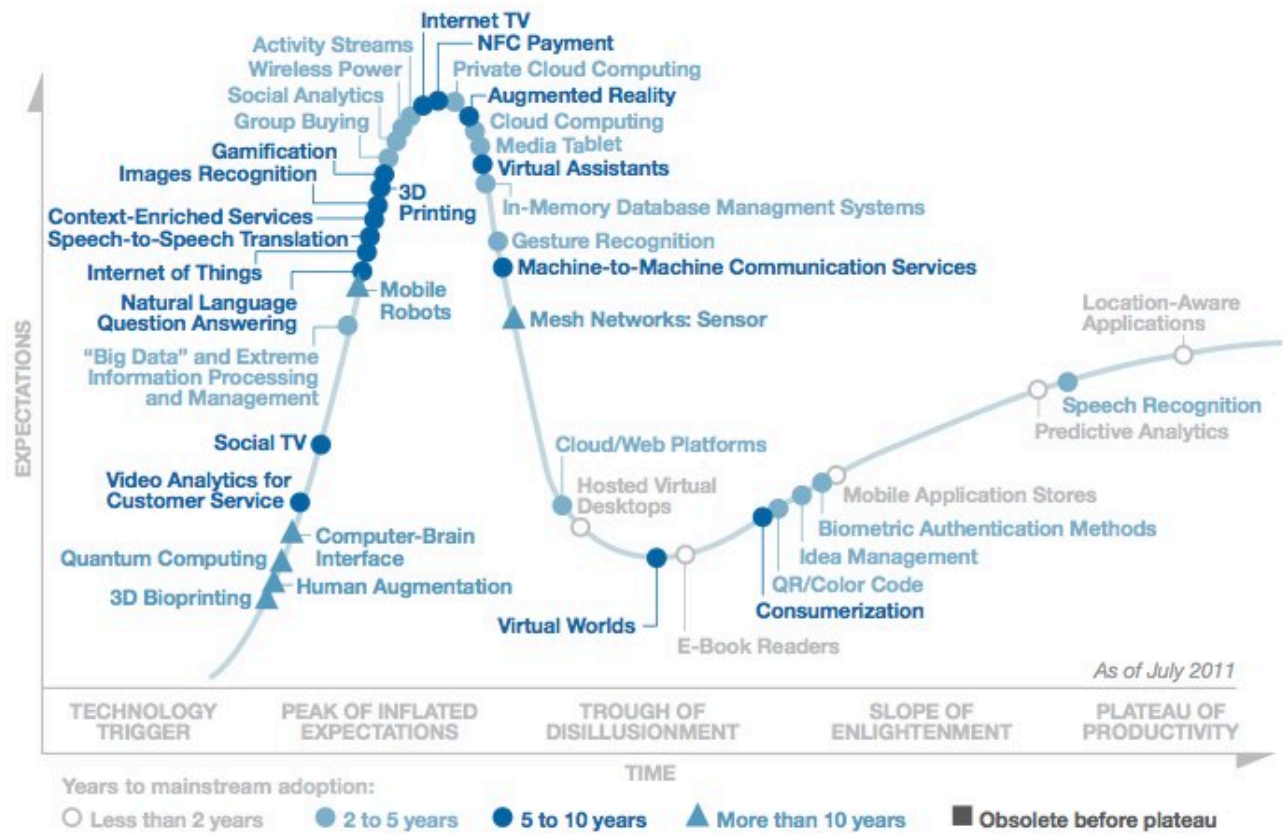 Internet TV
Activity Streams
NFC Payment
Wireless Power
Private Cloud Computing
Social Analytics
Augmented Reality
Group Buying
Cloud Computing
Gamification
Media Tablet
Images Recognition
Virtual Assistants
3D
Printing
In-Memory Database Managment Systems
Context-Enriched Services
Speech-to-Speech Translation
Gesture Recognition
Internet of Things
Machine-to-Machine Communication Services
Natural Language
Question Answering
Mobile
Robots
Mesh Networks: Sensor
Location-Aware
Applications
"Big Data" and Extreme
Information Processing
and Management
Speech Recognition
Predictive Analytics
Social TV
Cloud/Web Platforms
Video Analytics for
Customer Service
Hosted Virtual
Desktops
Mobile Application Stores
Biometric Authentication Methods
Computer-Brain
Interface
Quantum Computing
Idea Management
Human Augmentation
QR/Color Code
3D Bioprinting
Consumerization
Virtual Worlds
E-Book Readers
EXPECTATIONS
As of July 2011
TECHNOLOGY
TRIGGER
PEAK OF INFLATED
EXPECTATIONS
TROUGH OF
DISILLUSIONMENT
SLOPE OF
ENLIGHTENMENT
PLATEAU OF
PRODUCTIVITY
TIME
Years to mainstream adoption:
Less than 2 years
2 to 5 years
5 to 10 years
More than 10 years
Obsolete before plateau